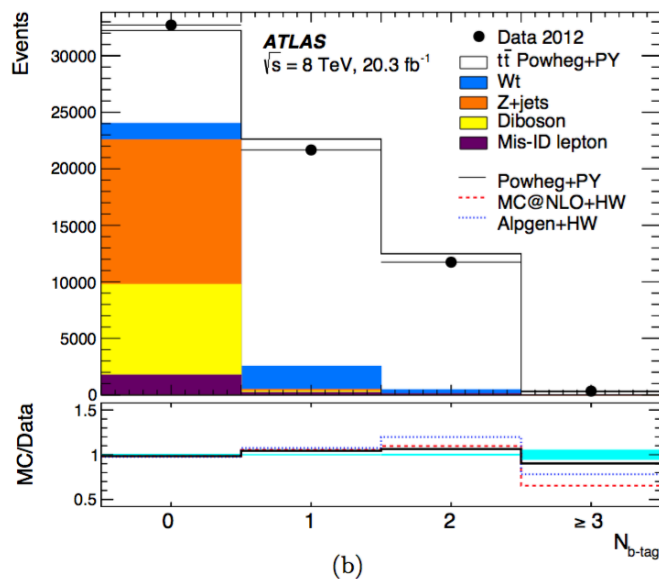 Events
30000
25000
20000
15000
10000
5000
0
ATLAS
√s = 8 TeV, 20.3 fb⁻¹
Data 2012
tt̄ Powheg+PY
Wt
Z+jets
Diboson
Mis-ID lepton
Powheg+PY
MC@NLO+HW
Alpgen+HW
MC/Data
1.5
1
0.5
0 1 2 ≥ 3
N_b-tag
(b)